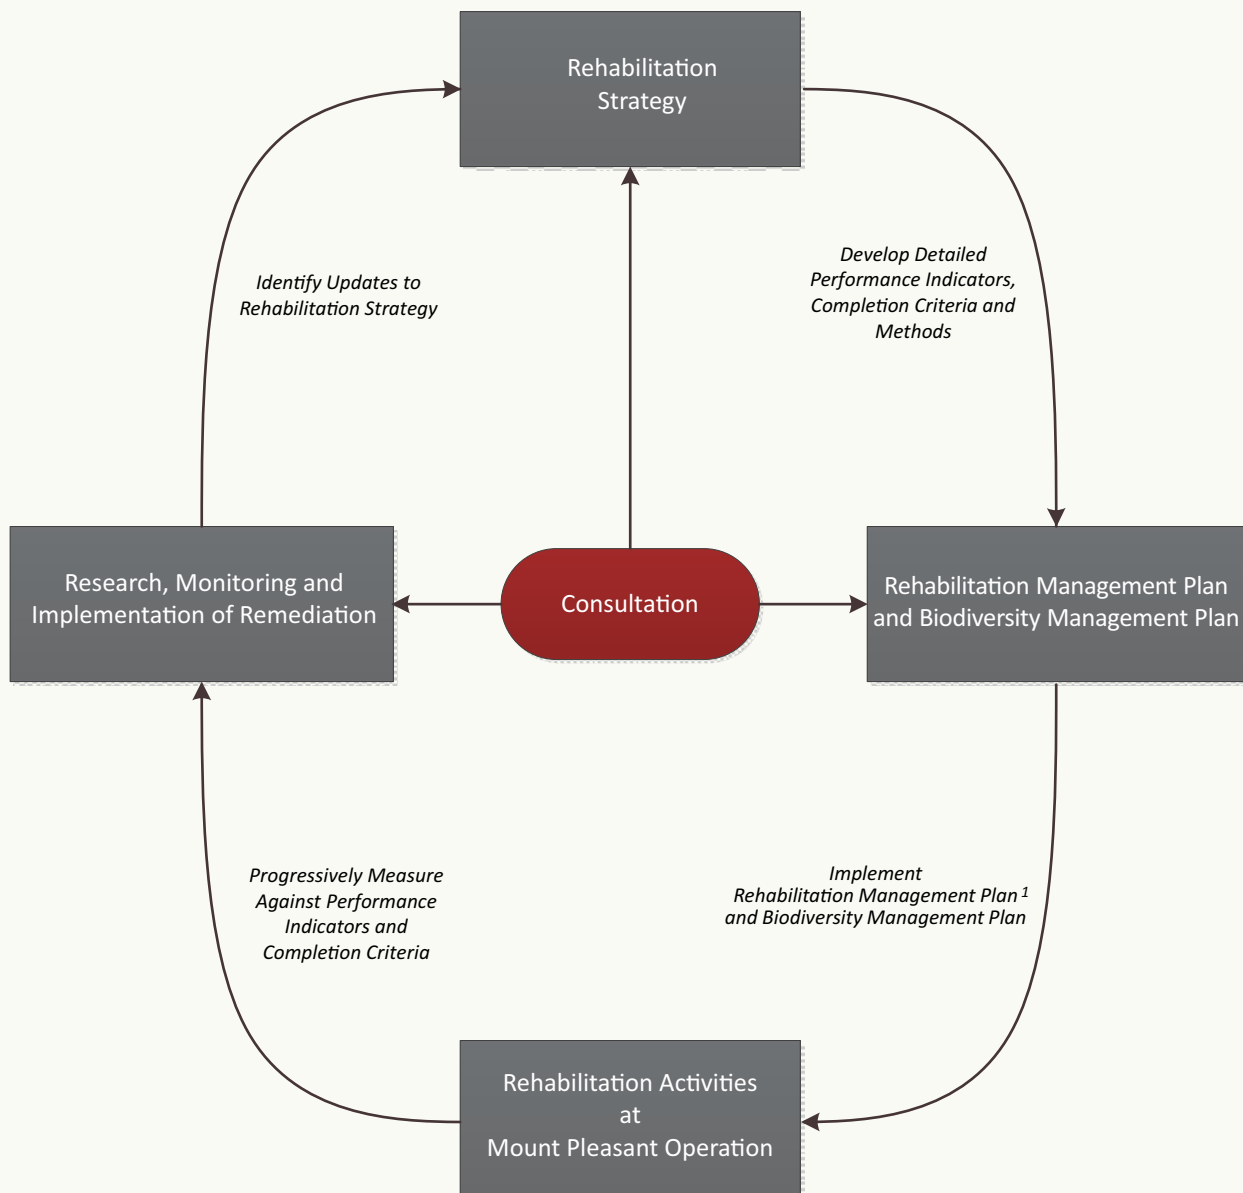 Rehabilitation
Strategy
Identify Updates to
Rehabilitation Strategy
Develop Detailed
Performance Indicators,
Completion Criteria and
Methods
Research, Monitoring and
Implementation of Remediation
Consultation
Rehabilitation Management Plan
and Biodiversity Management Plan
Progressively Measure
Against Performance
Indicators and
Completion Criteria
Implement
Rehabilitation Management Plan ¹
and Biodiversity Management Plan
Rehabilitation Activities
at
Mount Pleasant Operation